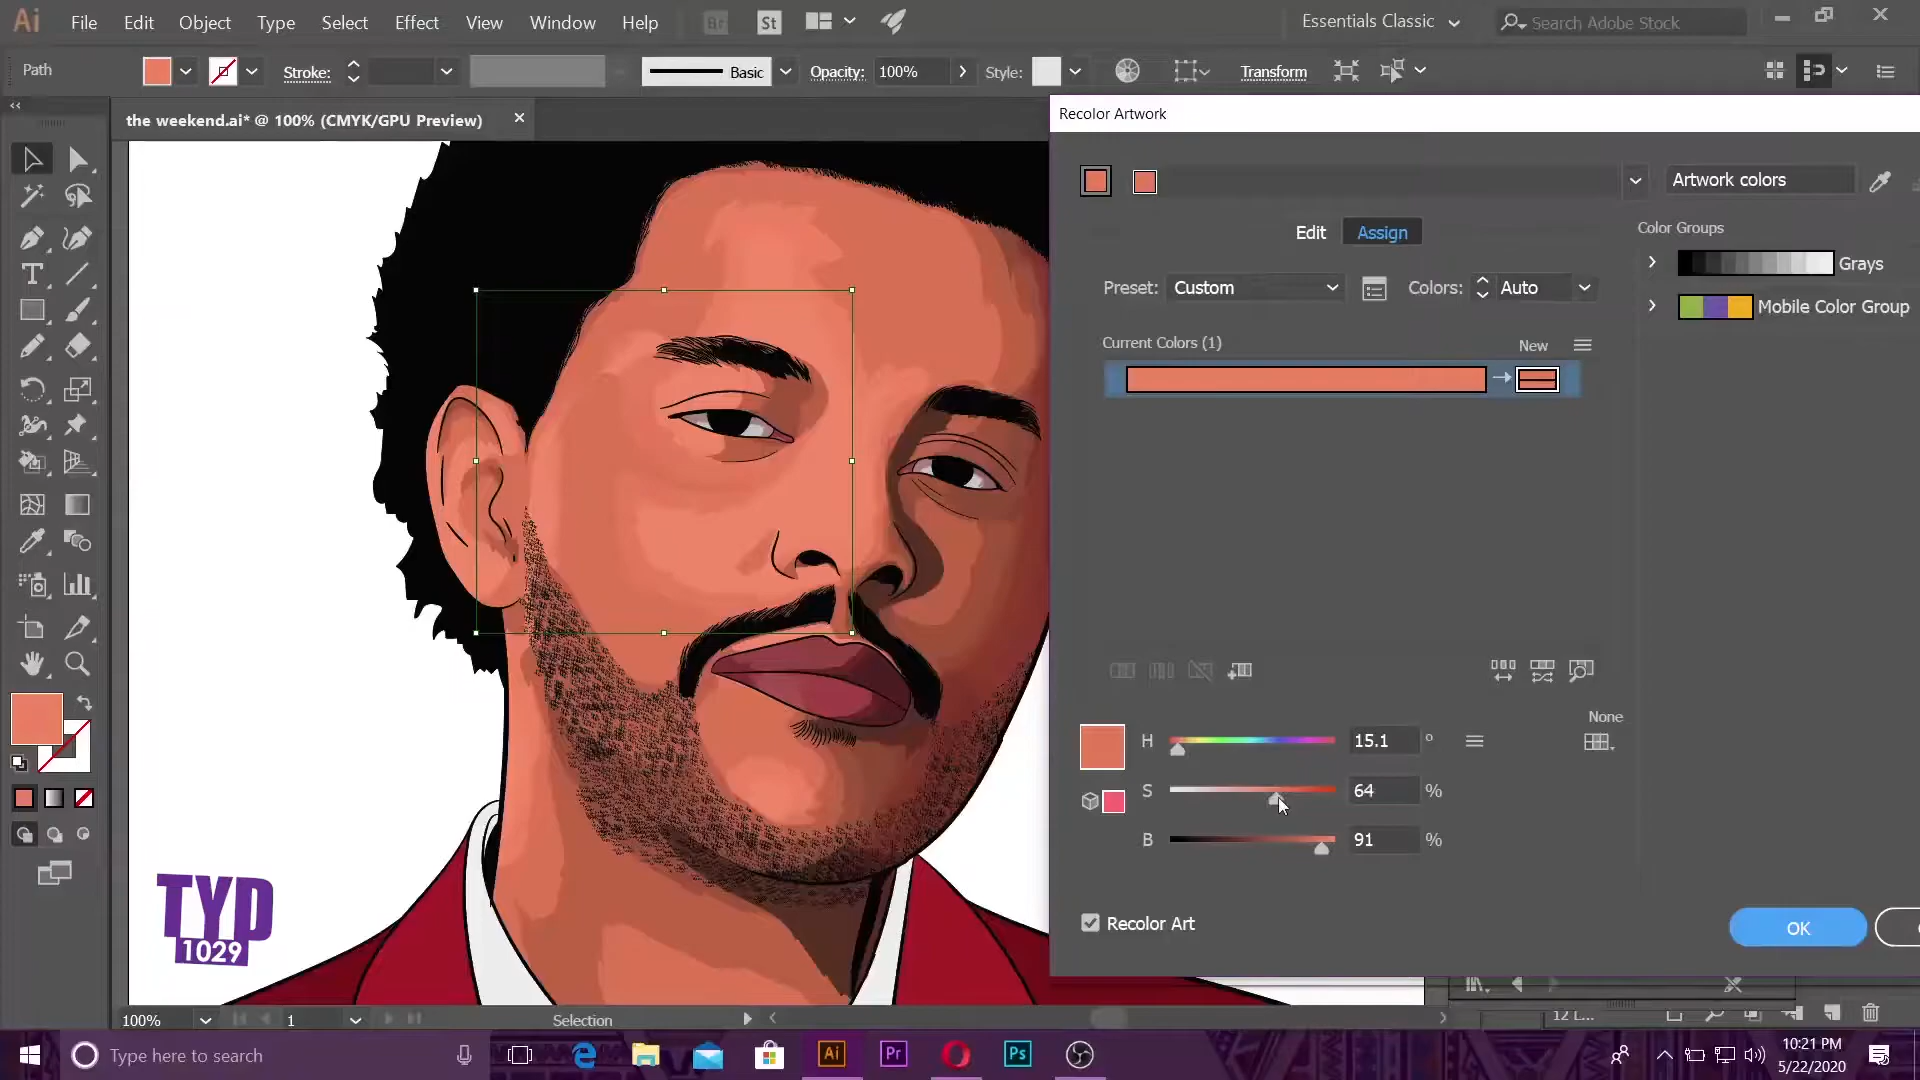 Ai File Edit Object Type Select Effect View Window Help Br St Essentials Classic Search Adobe Stock
Path Stroke: Basic Opacity: 100% Style: Transform
the weekend.ai* @ 100% (CMYK/GPU Preview)
Recolor Artwork
Artwork colors
Edit Assign
Color Groups
Preset: Custom Colors: Auto
Grays
Mobile Color Group
Current Colors (1) New
None
H 15.1 °
S 64 %
B 91 %
Recolor Art
OK
TYD
1029
100% 1 Selection
12 L...
Type here to search
Ai Pr Ps
10:21 PM
5/22/2020